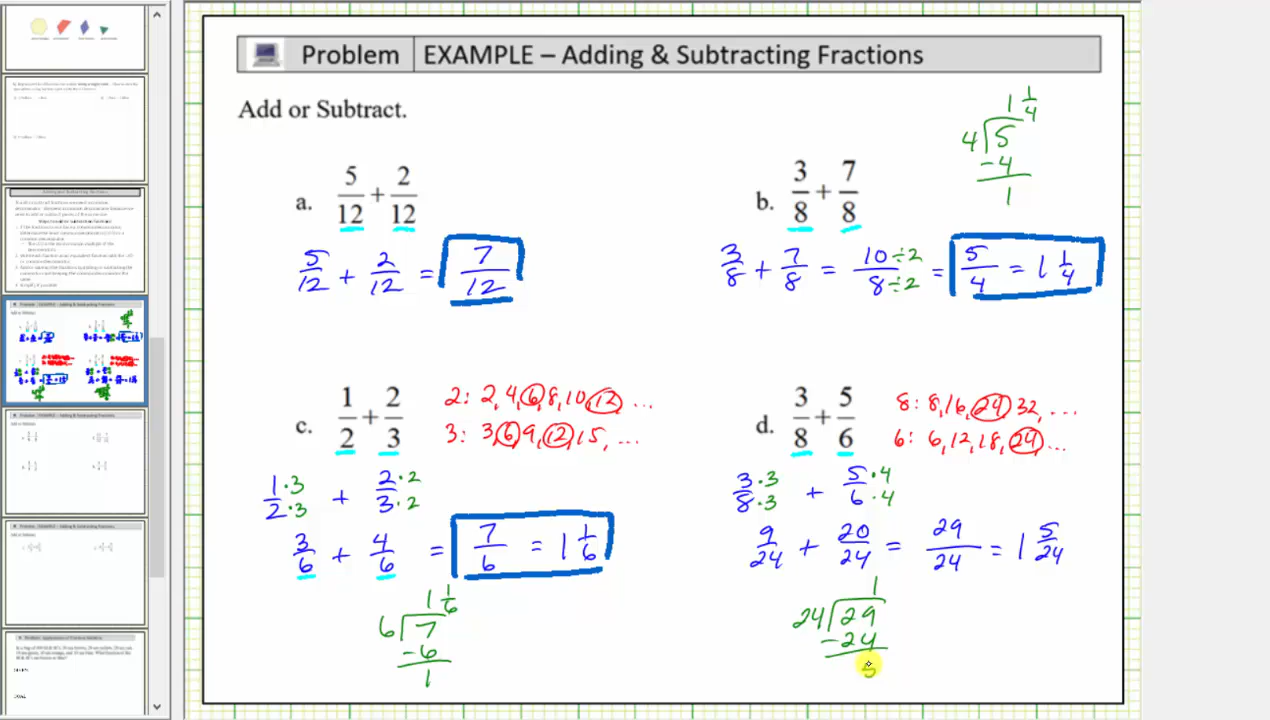 Problem EXAMPLE – Adding & Subtracting Fractions
Add or Subtract.
a. 5/12 + 2/12
5/12 + 2/12 = 7/12
b. 3/8 + 7/8
3/8 + 7/8 = 10÷2/8÷2 = 5/4 = 1 1/4
1 1/4
4)5
-4
1
c. 1/2 + 2/3
2: 2, 4, 6, 8, 10, 12, ...
3: 3, 6, 9, 12, 15, ...
1·3/2·3 + 2·2/3·2
3/6 + 4/6 = 7/6 = 1 1/6
1 1/6
6)7
-6
1
d. 3/8 + 5/6
8: 8, 16, 24, 32, ...
6: 6, 12, 18, 24, ...
3·3/8·3 + 5·4/6·4
9/24 + 20/24 = 29/24 = 1 5/24
1
24)29
-24
5